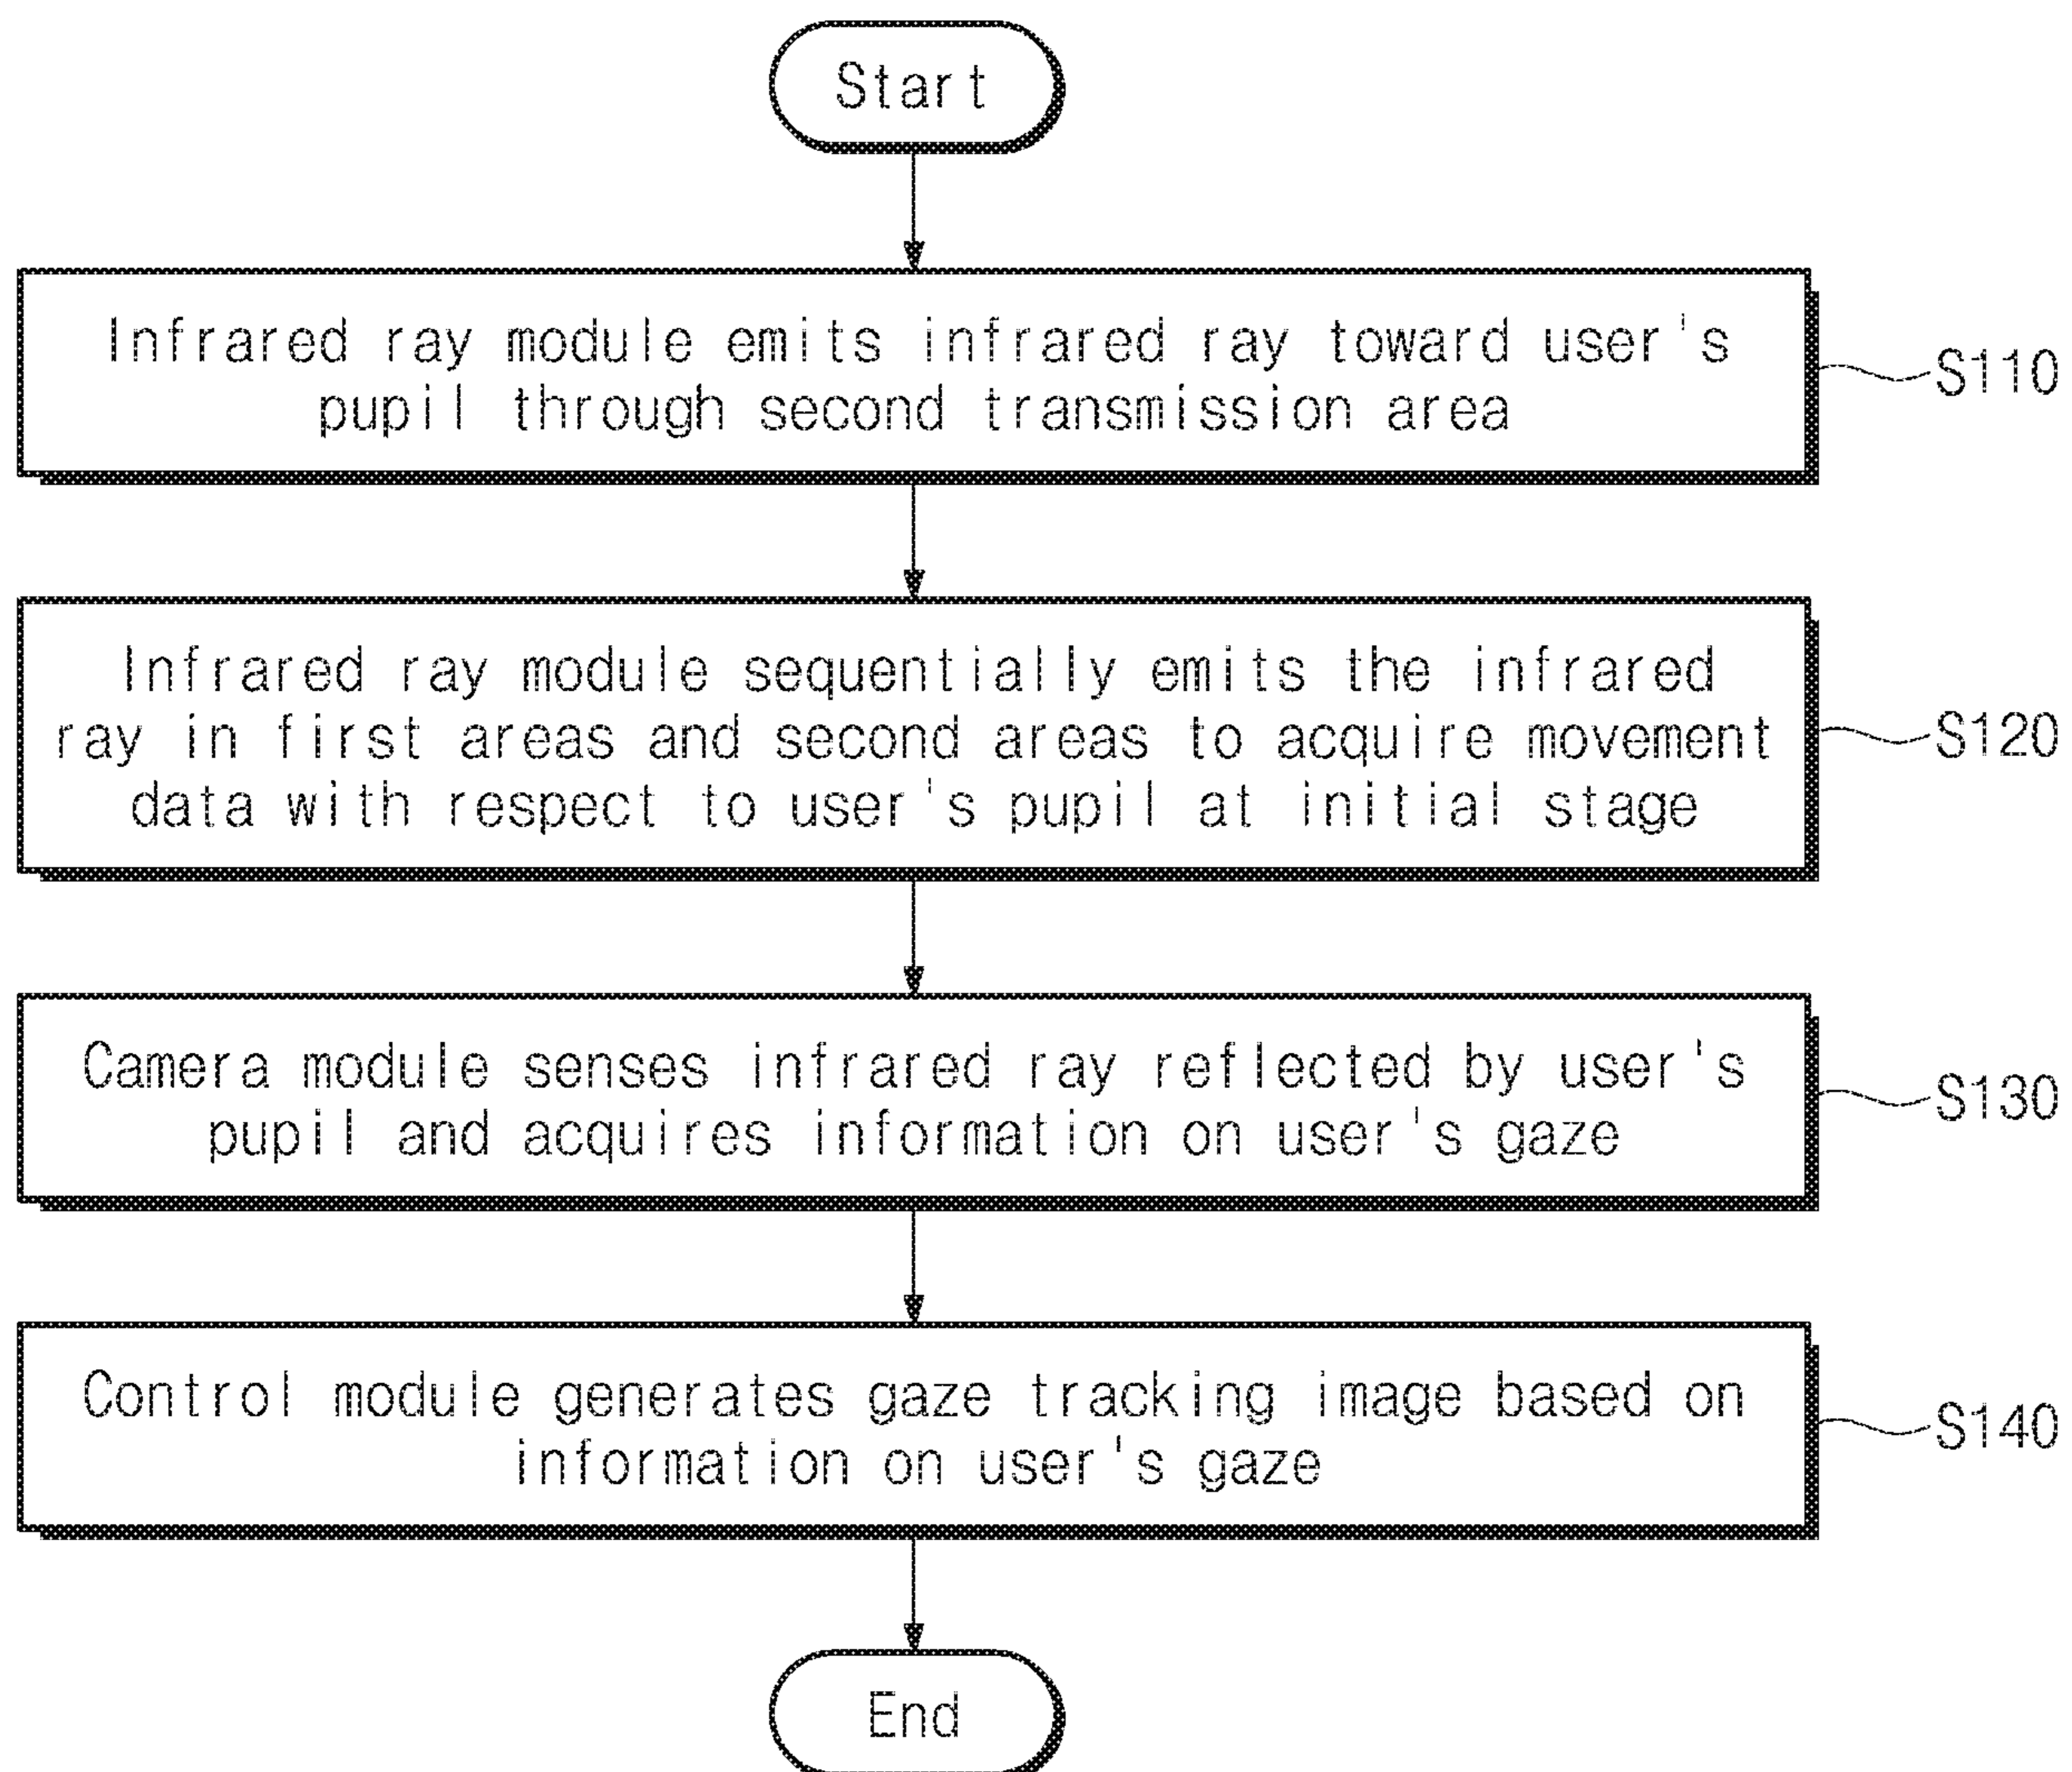 Start
Infrared ray module emits infrared ray toward user's
pupil through second transmission area
S110
Infrared ray module sequentially emits the infrared
ray in first areas and second areas to acquire movement
data with respect to user's pupil at initial stage
S120
Camera module senses infrared ray reflected by user's
pupil and acquires information on user's gaze
S130
Control module generates gaze tracking image based on
information on user's gaze
S140
End